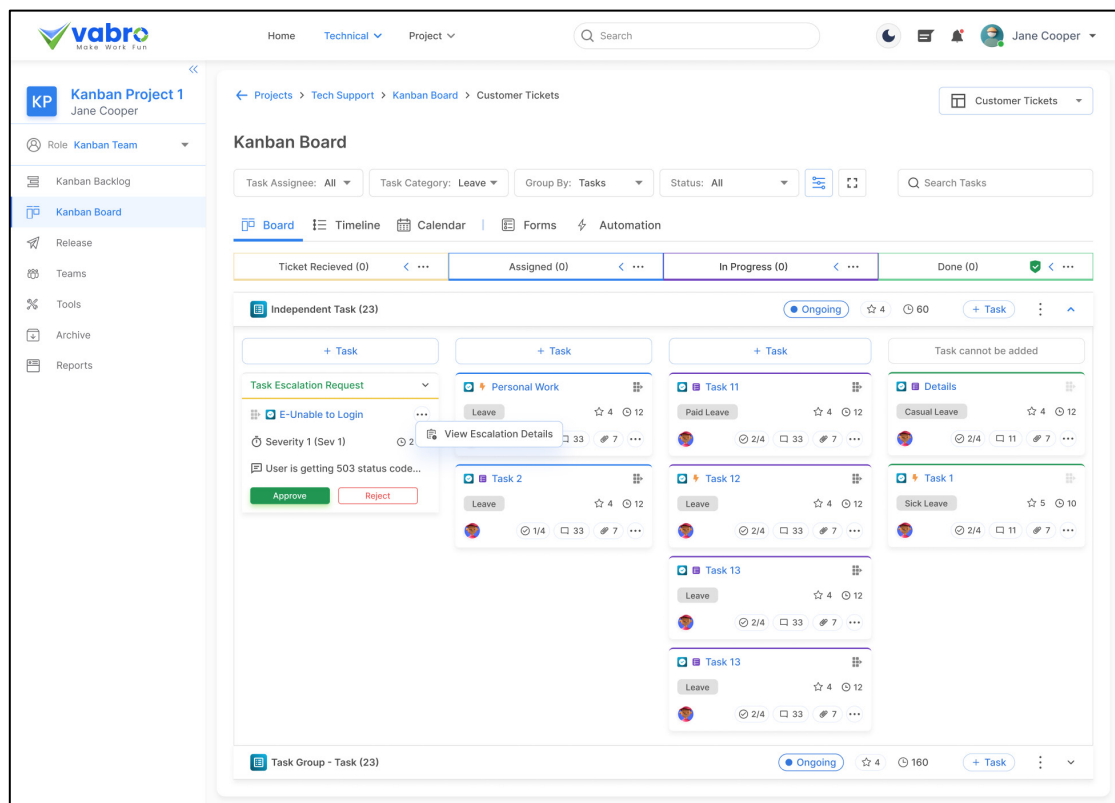 vabro
Make Work Fun
Home Technical Project Search Jane Cooper
KP Kanban Project 1
Jane Cooper
Role Kanban Team
Kanban Backlog
Kanban Board
Release
Teams
Tools
Archive
Reports
Projects > Tech Support > Kanban Board > Customer Tickets
Customer Tickets
Kanban Board
Task Assignee: All Task Category: Leave Group By: Tasks Status: All Search Tasks
Board Timeline Calendar | Forms Automation
Ticket Recieved (0) Assigned (0) In Progress (0) Done (0)
Independent Task (23) Ongoing 4 60 + Task
+ Task
Task Escalation Request
E-Unable to Login
Severity 1 (Sev 1) 2
User is getting 503 status code...
Approve Reject
View Escalation Details
+ Task
Personal Work
Leave 4 12
33 7
Task 2
Leave 4 12
1/4 33 7
+ Task
Task 11
Paid Leave 4 12
2/4 33 7
Task 12
Leave 4 12
2/4 33 7
Task 13
Leave 4 12
2/4 33 7
Task 13
Leave 4 12
2/4 33 7
Task cannot be added
Details
Casual Leave 4 12
2/4 11 7
Task 1
Sick Leave 5 10
2/4 11 7
Task Group - Task (23) Ongoing 4 160 + Task